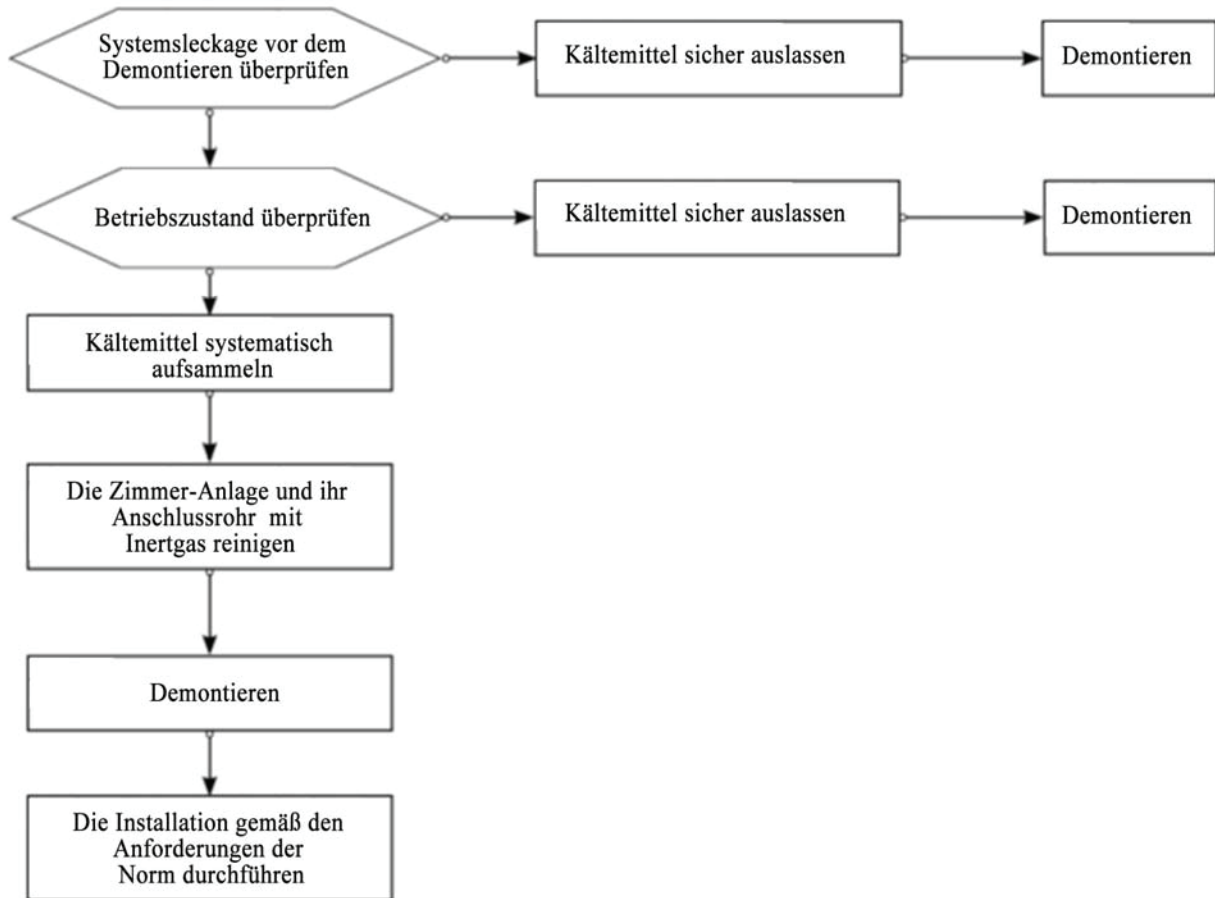 Systemsleckage vor dem
Demontieren überprüfen
Kältemittel sicher auslassen
Demontieren
Betriebszustand überprüfen
Kältemittel sicher auslassen
Demontieren
Kältemittel systematisch
aufsammeln
Die Zimmer-Anlage und ihr
Anschlussrohr mit
Inertgas reinigen
Demontieren
Die Installation gemäß den
Anforderungen der
Norm durchführen